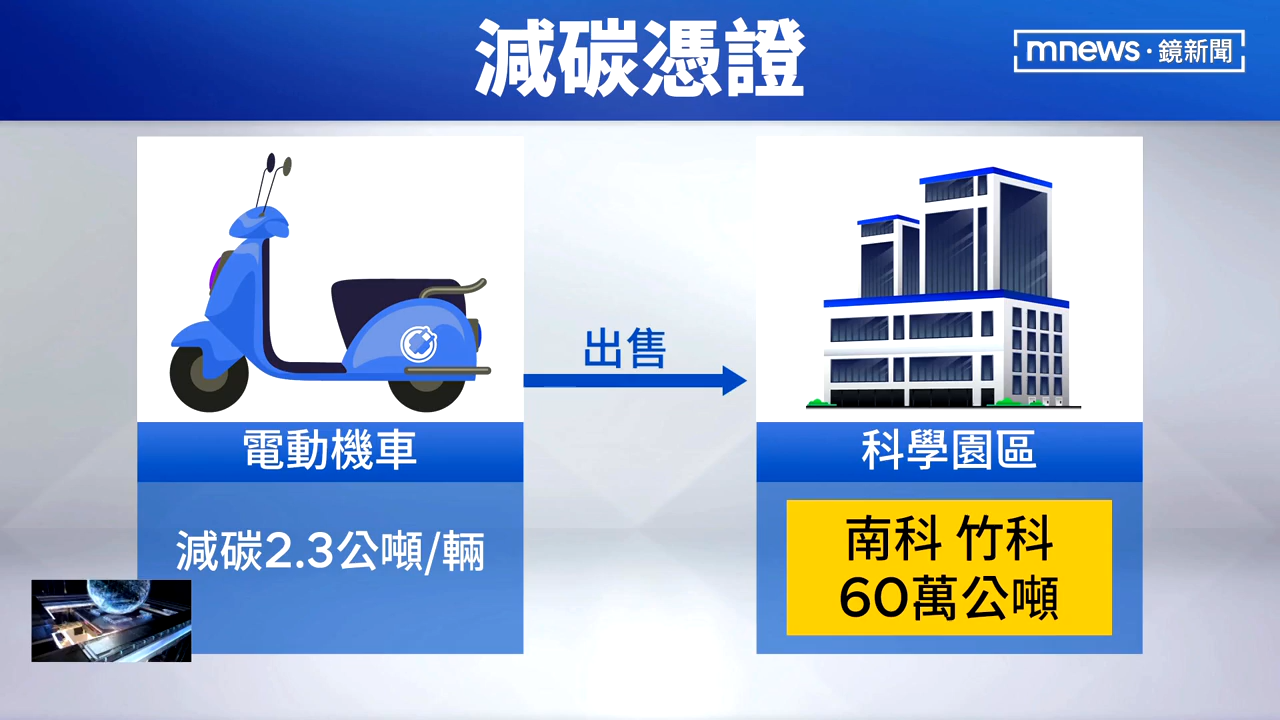 減碳憑證
mnews·鏡新聞
出售
電動機車
科學園區
減碳2.3公噸/輛
南科 竹科
60萬公噸